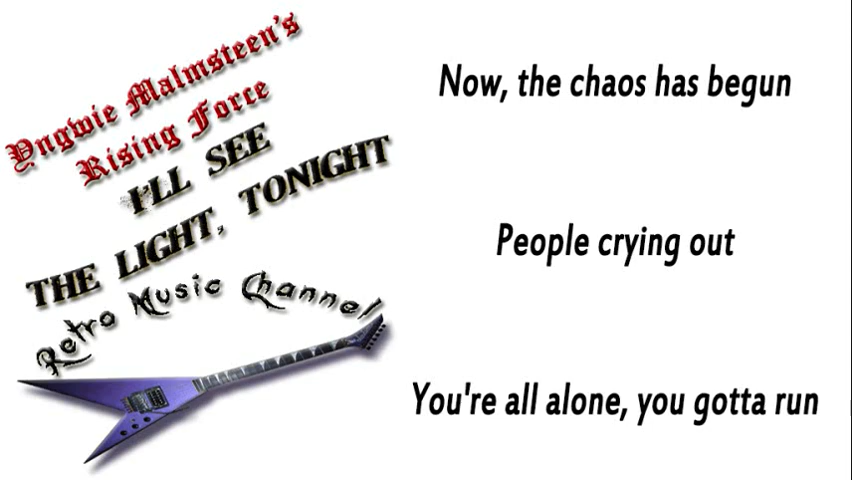 Yngwie Malmsteen's
Rising Force
I'LL SEE
THE LIGHT, TONIGHT
Retro Music Channel
Now, the chaos has begun
People crying out
You're all alone, you gotta run